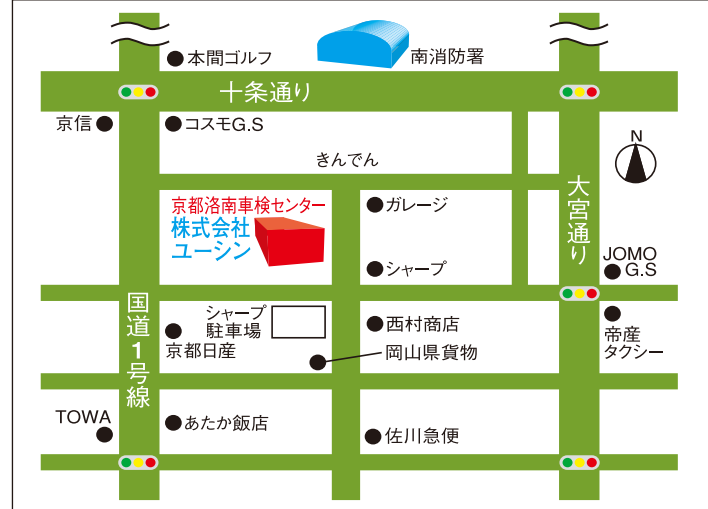 本間ゴルフ
南消防署
十条通り
京信
コスモG.S
N
きんでん
京都洛南車検センター
株式会社
ユーシン
ガレージ
大宮通り
シャープ
JOMO
G.S
国道1号線
シャープ
駐車場
京都日産
西村商店
岡山県貨物
帝産
タクシー
TOWA
あたか飯店
佐川急便